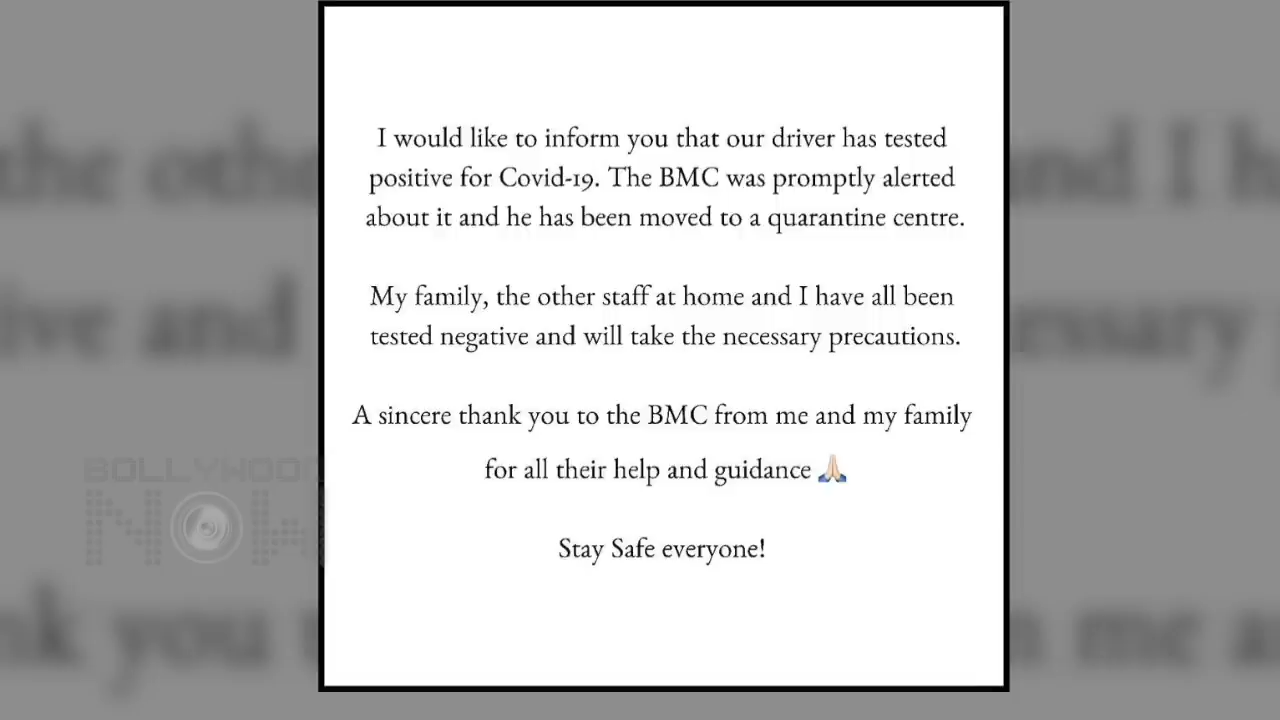 I would like to inform you that our driver has tested
positive for Covid-19. The BMC was promptly alerted
about it and he has been moved to a quarantine centre.
My family, the other staff at home and I have all been
tested negative and will take the necessary precautions.
A sincere thank you to the BMC from me and my family
for all their help and guidance 🙏🏻
Stay Safe everyone!
BOLLYWOOD
NOW